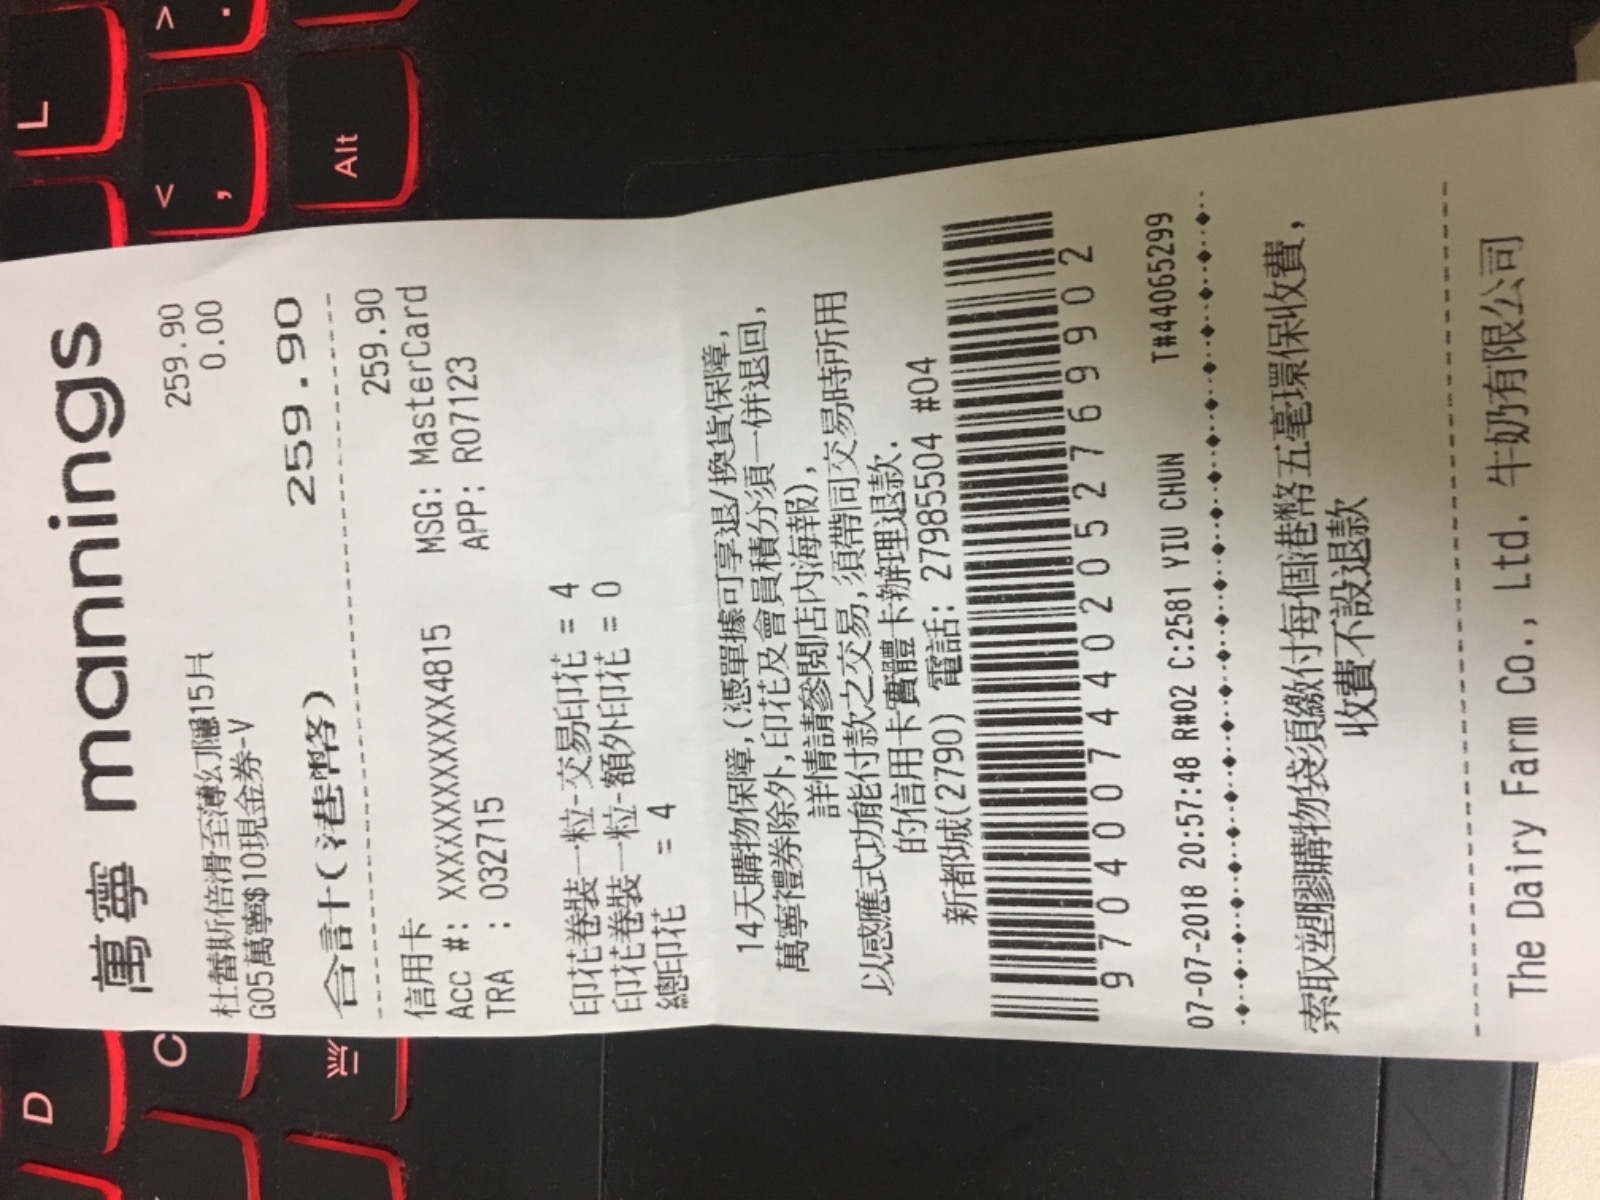 萬寧 mannings
杜蕾斯倍滑至薄幻隱15片 259.90
G05萬寧$10現金券-V 0.00
合計(港幣) 259.90
信用卡 259.90
ACC #: XXXXXXXXXXXX4815 MSG: MasterCard
TRA : 032715 APP: R07123
印花卷裝一粒-交易印花 = 4
印花卷裝一粒-額外印花 = 0
總印花 = 4
14天購物保障,(憑單據可享退/換貨保障,
萬寧禮券除外,印花及會員積分須一併退回,
詳情請參閱店內海報),
以感應式功能付款之交易,須帶同交易時所用
的信用卡實體卡辦理退款.
新都城(2790) 電話: 27985504 #04
9704007440205276990 2
07-07-2018 20:57:48 R#02 C:2581 YIU CHUN T#44065299
索取塑膠購物袋須繳付每個港幣五毫環保收費,
收費不設退款
The Dairy Farm Co., Ltd. 牛奶有限公司
L
>
.
<
,
Alt
D
C